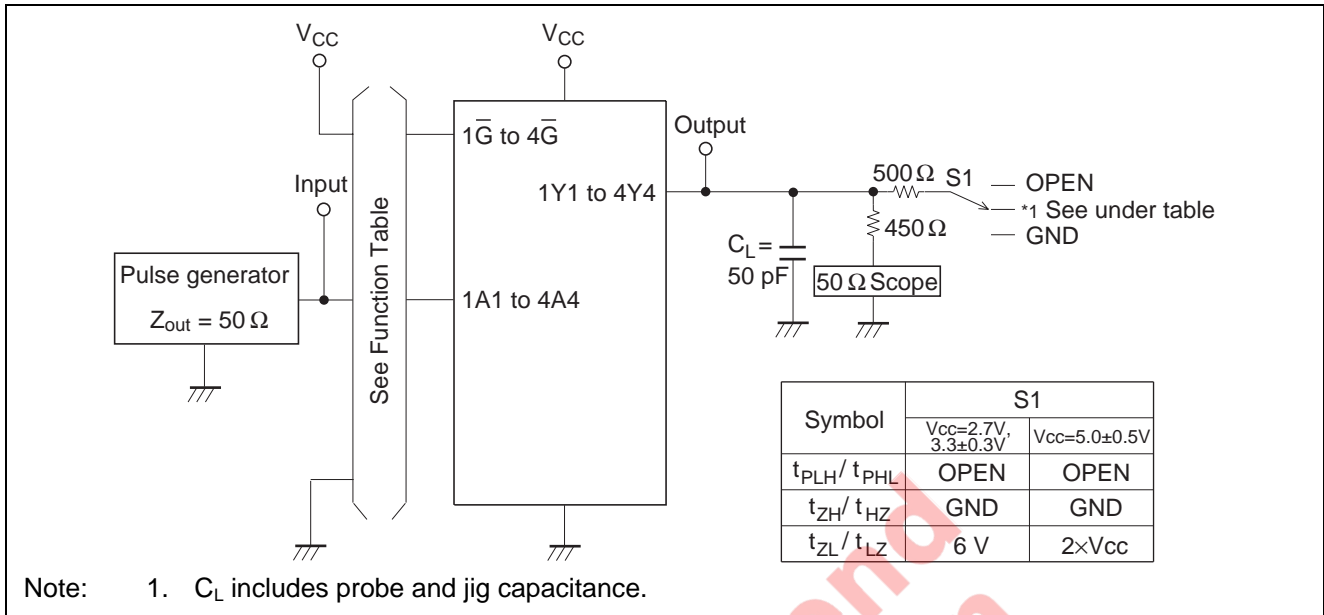 VCC
VCC
1G̅ to 4G̅
Output
Input
See Function Table
1Y1 to 4Y4
500 Ω
S1
OPEN
*1 See under table
GND
450 Ω
CL =
50 pF
50 Ω Scope
Pulse generator
Zout = 50 Ω
1A1 to 4A4
Symbol
S1
Vcc=2.7V,
3.3±0.3V
Vcc=5.0±0.5V
tPLH/ tPHL
OPEN
OPEN
tZH/ tHZ
GND
GND
tZL/ tLZ
6 V
2×Vcc
Note: 1. CL includes probe and jig capacitance.